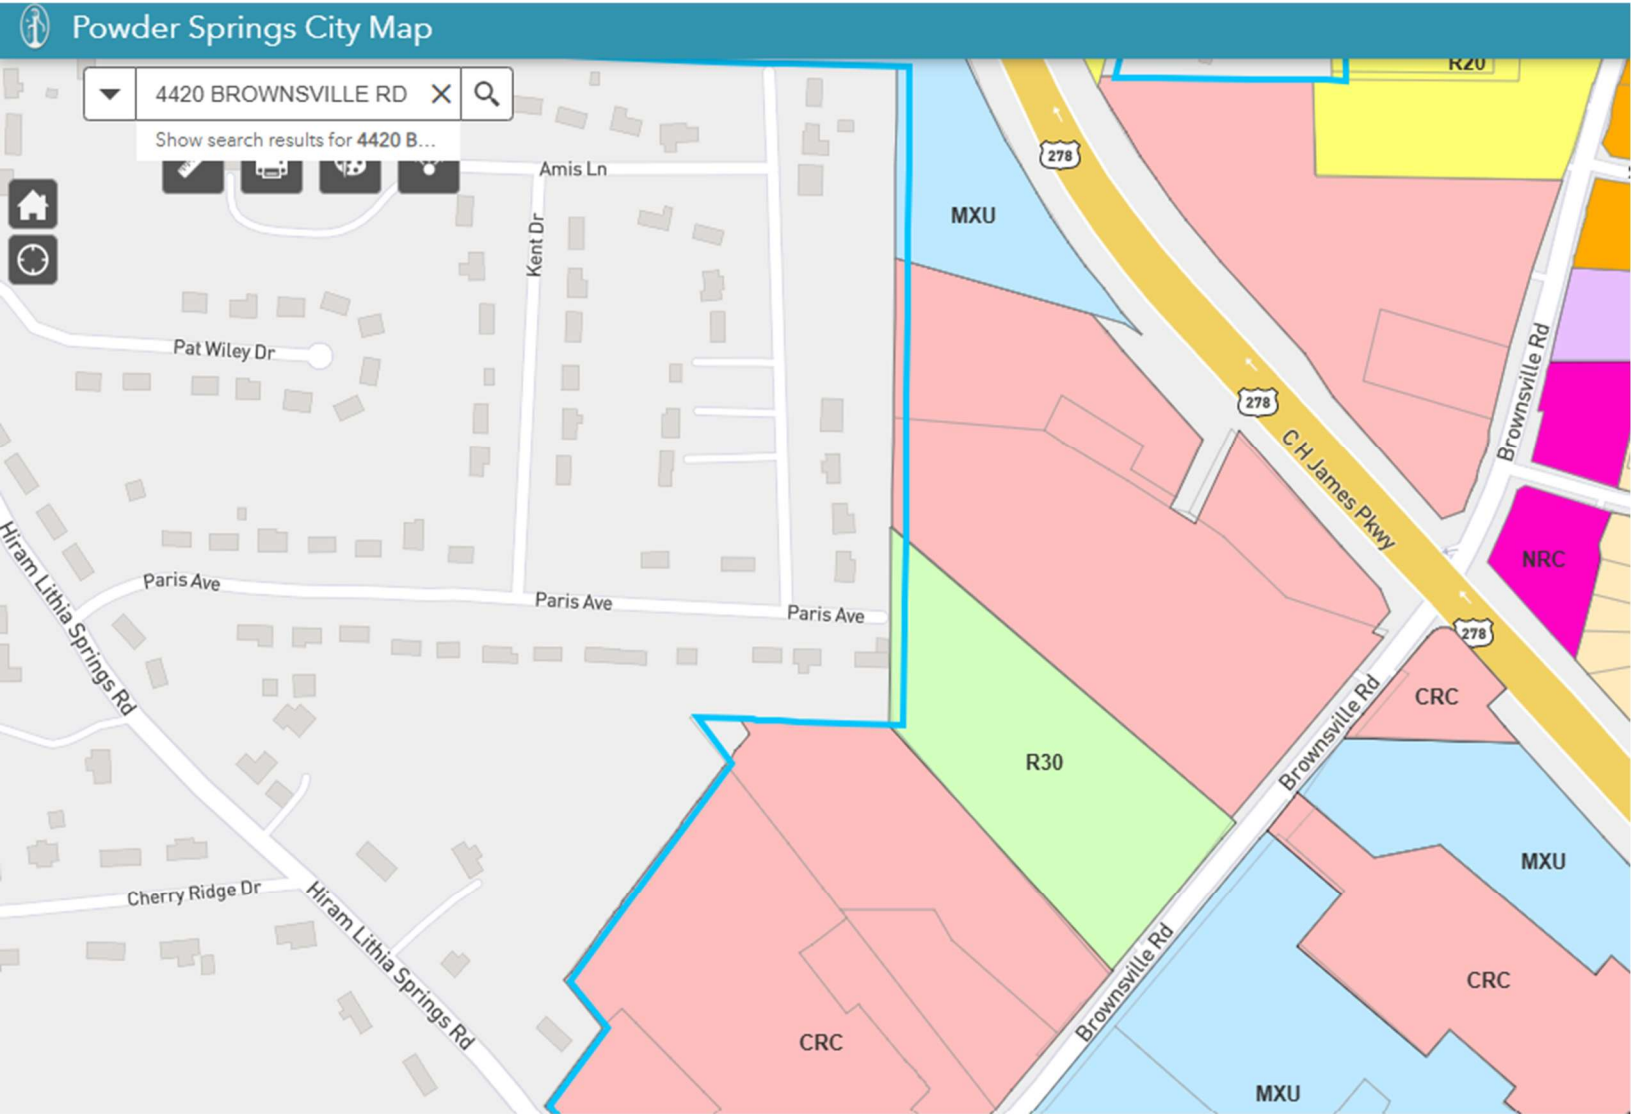 Powder Springs City Map
R20
4420 BROWNSVILLE RD
Show search results for 4420 B...
278
Amis Ln
MXU
Kent Dr
Brownsville Rd
Pat Wiley Dr
278
C H James Pkwy
NRC
Hiram Lithia Springs Rd
Paris Ave
Paris Ave
Paris Ave
278
CRC
Brownsville Rd
R30
MXU
Cherry Ridge Dr
Hiram Lithia Springs Rd
Brownsville Rd
CRC
CRC
MXU